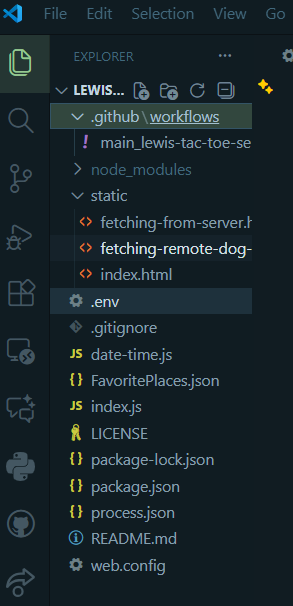 File Edit Selection View Go
EXPLORER ...
LEWIS...
.github\workflows
! main_lewis-tac-toe-se
node_modules
static
<> fetching-from-server.h
<> fetching-remote-dog-
<> index.html
.env
.gitignore
JS date-time.js
{} FavoritePlaces.json
JS index.js
LICENSE
{} package-lock.json
{} package.json
{} process.json
README.md
web.config